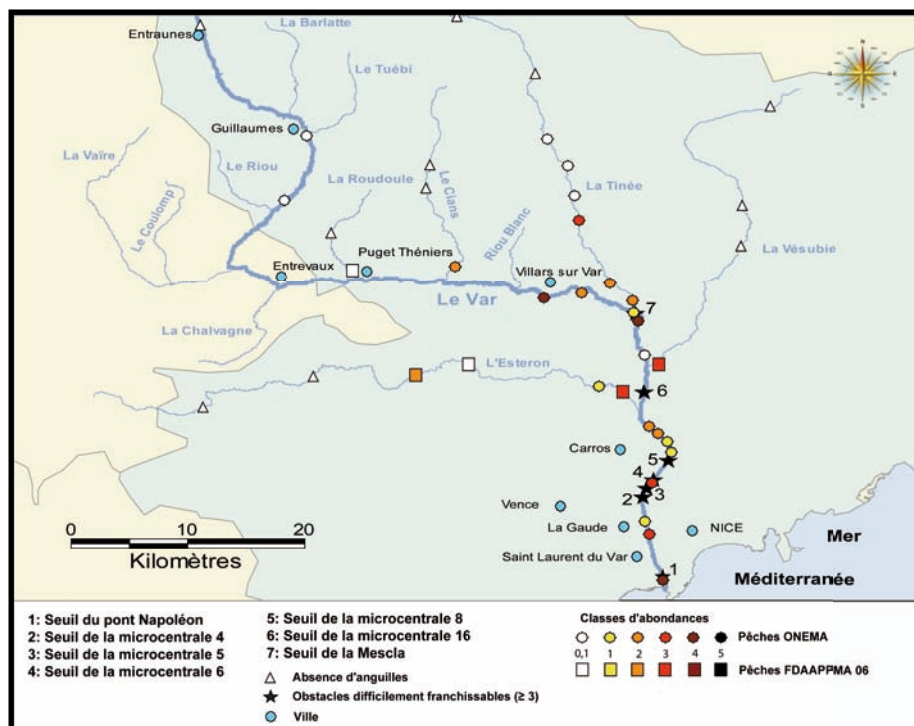 Entraunes
La Barlatte
Le Tuébi
Guillaumes
La Vaïre
Le Riou
La Roudoule
Le Cians
La Tinée
Le Coulomp
Riou Blanc
La Vésubie
Puget Théniers
Entrevaux
Villars sur Var
Le Var
7
La Chalvagne
L'Esteron
6
Carros
5
4
3
2
Vence
La Gaude
NICE
Saint Laurent du Var
1
Mer
Méditerranée
0 10 20
Kilomètres
N
1: Seuil du pont Napoléon
2: Seuil de la microcentrale 4
3: Seuil de la microcentrale 5
4: Seuil de la microcentrale 6
5: Seuil de la microcentrale 8
6: Seuil de la microcentrale 16
7: Seuil de la Mescla
Absence d'anguilles
Obstacles difficilement franchissables (≥ 3)
Ville
Classes d'abondances
Pêches ONEMA
0,1 1 2 3 4 5
Pêches FDAAPPMA 06